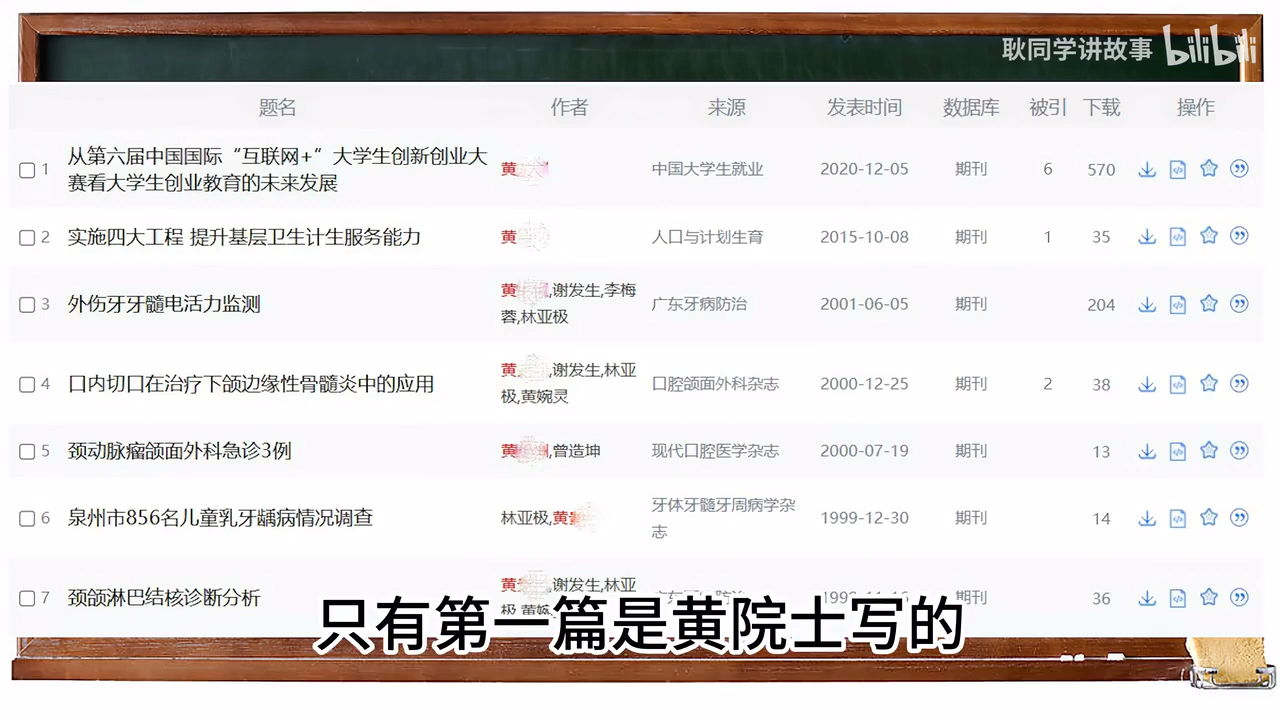 耿同学讲故事 bilibili
题名 作者 来源 发表时间 数据库 被引 下载 操作
1 从第六届中国国际“互联网+”大学生创新创业大
赛看大学生创业教育的未来发展 黄 中国大学生就业 2020-12-05 期刊 6 570
2 实施四大工程 提升基层卫生计生服务能力 黄 人口与计划生育 2015-10-08 期刊 1 35
3 外伤牙牙髓电活力监测 黄 ,谢发生,李梅
蓉,林亚极 广东牙病防治 2001-06-05 期刊 204
4 口内切口在治疗下颌边缘性骨髓炎中的应用 黄 ,谢发生,林亚
极,黄婉灵 口腔颌面外科杂志 2000-12-25 期刊 2 38
5 颈动脉瘤颌面外科急诊3例 黄 ,曾造坤 现代口腔医学杂志 2000-07-19 期刊 13
6 泉州市856名儿童乳牙龋病情况调查 林亚极,黄 牙体牙髓牙周病学杂
志 1999-12-30 期刊 14
7 颈颌淋巴结核诊断分析 黄 ,谢发生,林亚
期刊 36
只有第一篇是黄院士写的